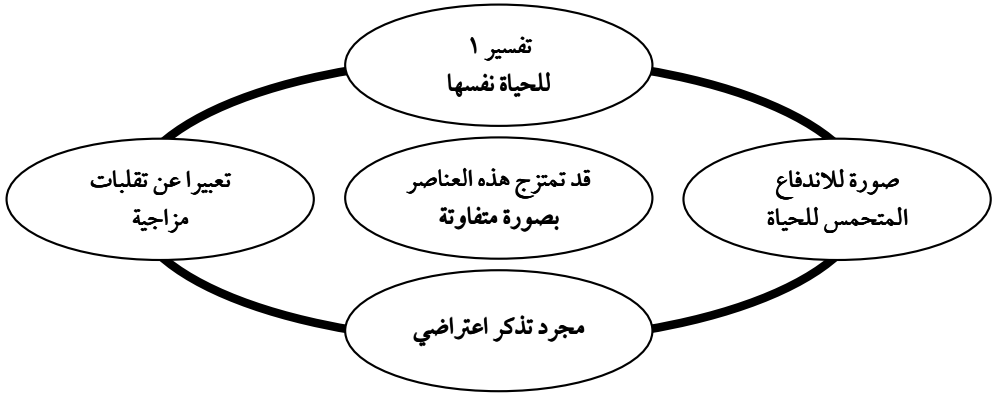 تفسير ١
للحياة نفسها
صورة للاندفاع
المتحمس للحياة
قد تمتزج هذه العناصر
بصورة متفاوتة
تعبيرا عن تقلبات
مزاجية
مجرد تذكر اعتراضي